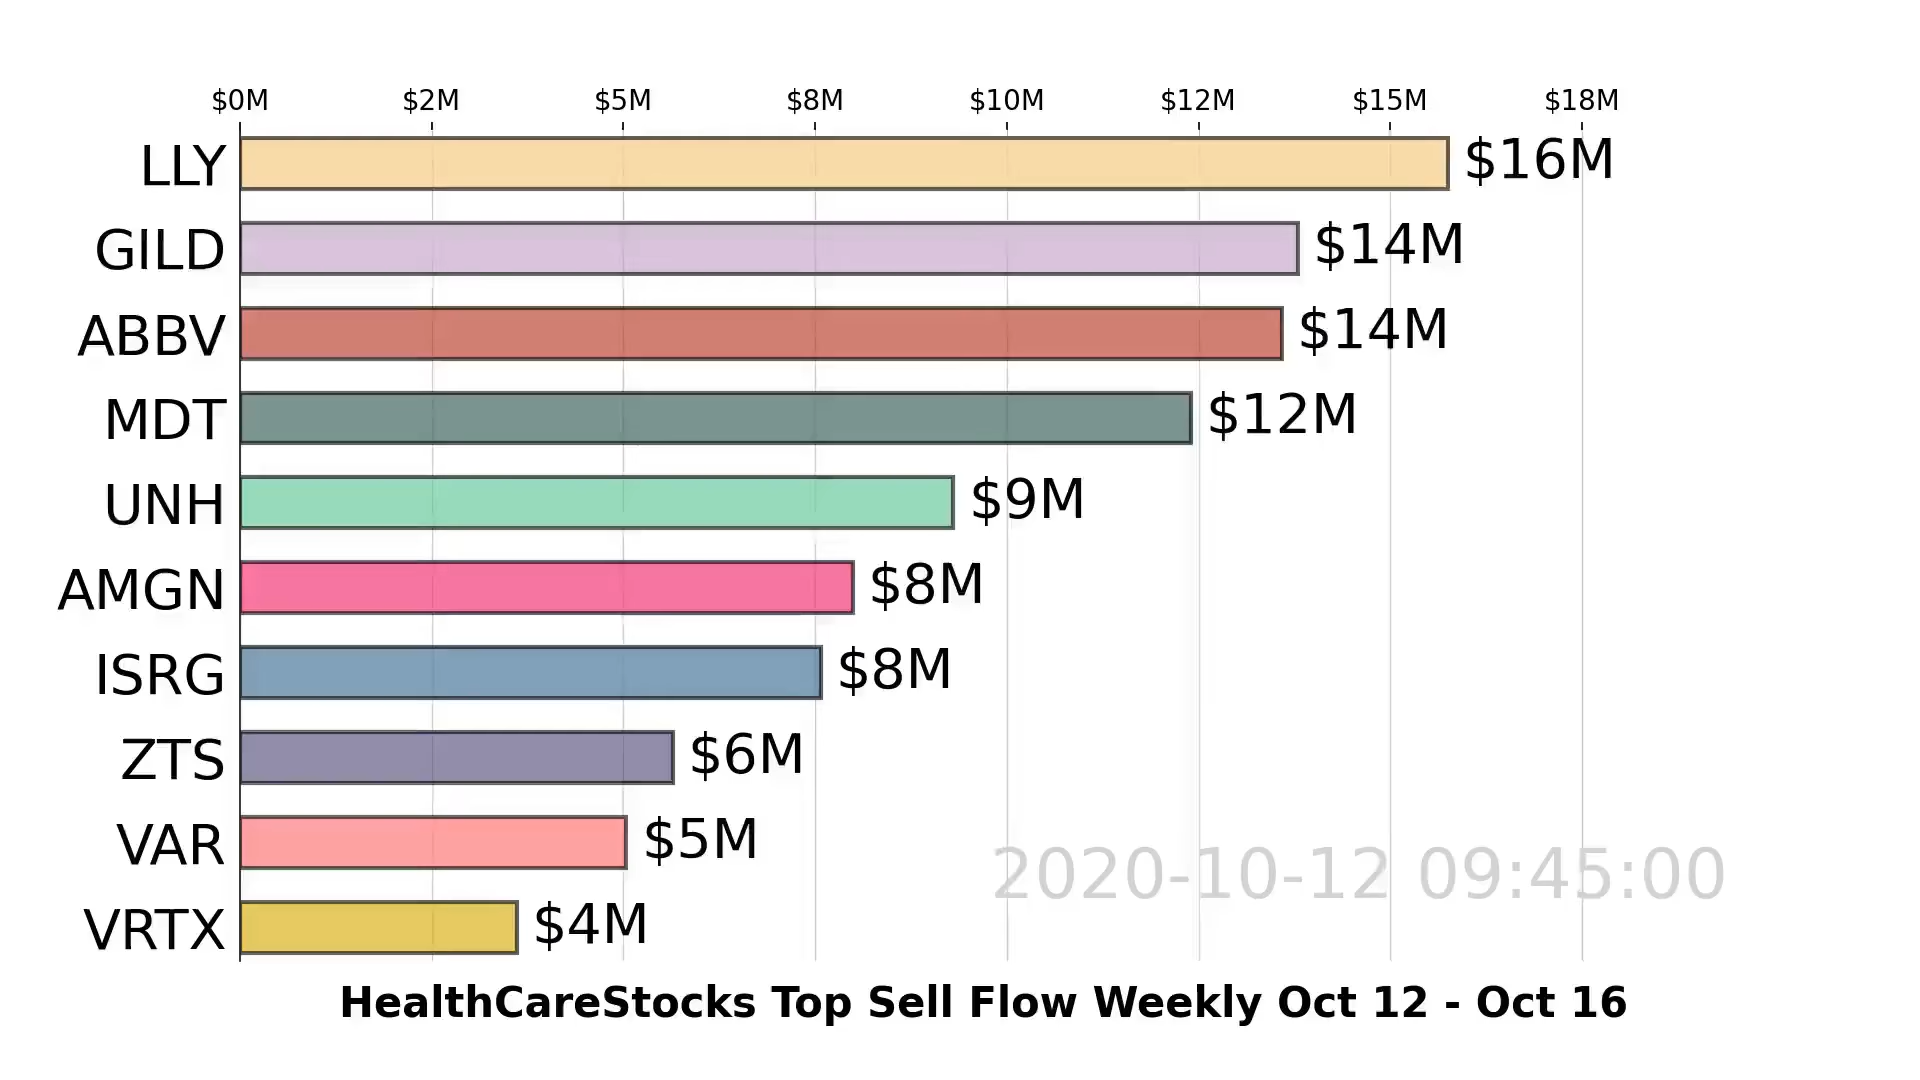 $0M $2M $5M $8M $10M $12M $15M $18M
LLY $16M
GILD $14M
ABBV $14M
MDT $12M
UNH $9M
AMGN $8M
ISRG $8M
ZTS $6M
VAR $5M
2020-10-12 09:45:00
VRTX $4M
HealthCareStocks Top Sell Flow Weekly Oct 12 - Oct 16